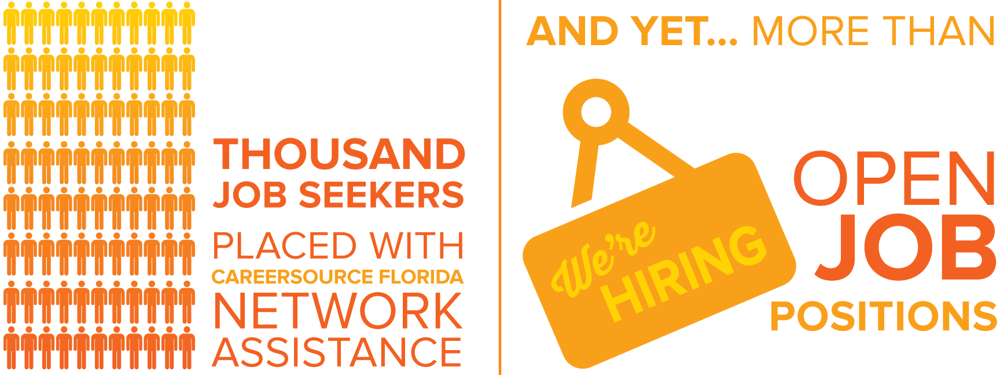 THOUSAND
JOB SEEKERS
PLACED WITH
CAREERSOURCE FLORIDA
NETWORK
ASSISTANCE
AND YET... MORE THAN
We're
HIRING
OPEN
JOB
POSITIONS